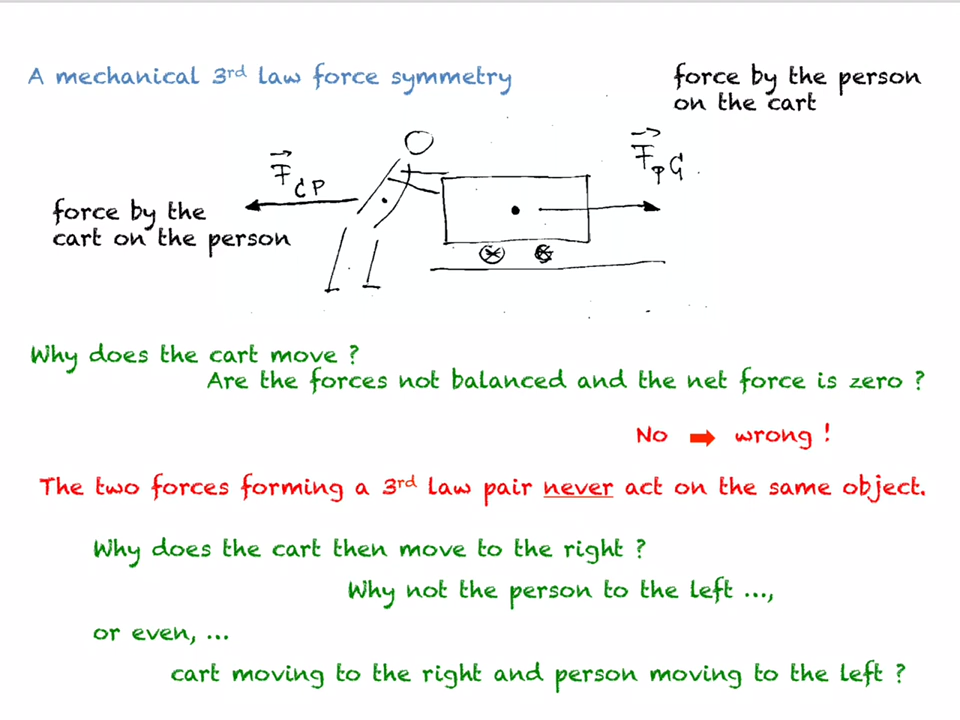 A mechanical 3rd law force symmetry
force by the person
on the cart
F CP
F PC
force by the
cart on the person
Why does the cart move ?
Are the forces not balanced and the net force is zero ?
No ➡ wrong !
The two forces forming a 3rd law pair never act on the same object.
Why does the cart then move to the right ?
Why not the person to the left ...,
or even, ...
cart moving to the right and person moving to the left ?